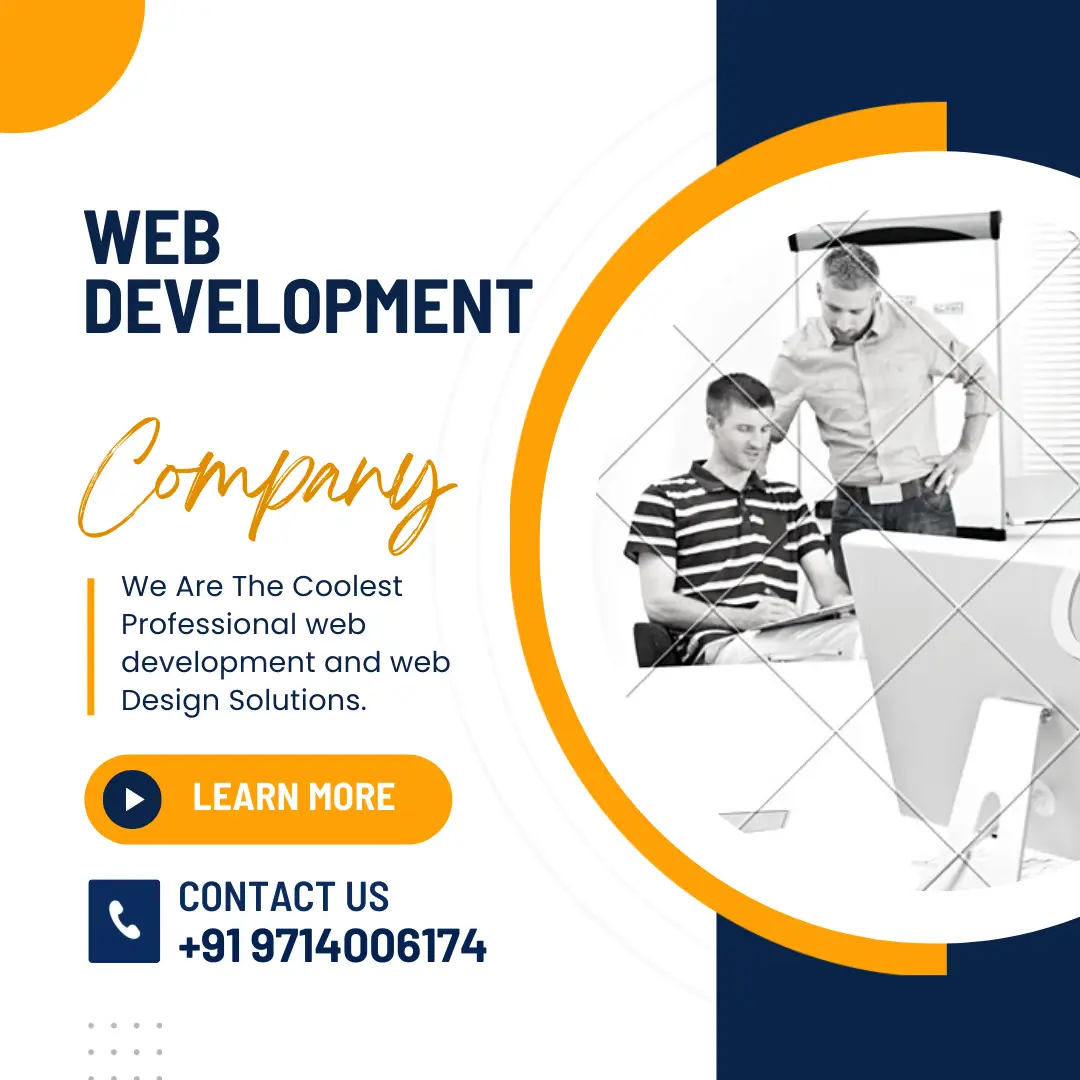 WEB
DEVELOPMENT
Company
We Are The Coolest
Professional web
development and web
Design Solutions.
LEARN MORE
CONTACT US
+91 9714006174